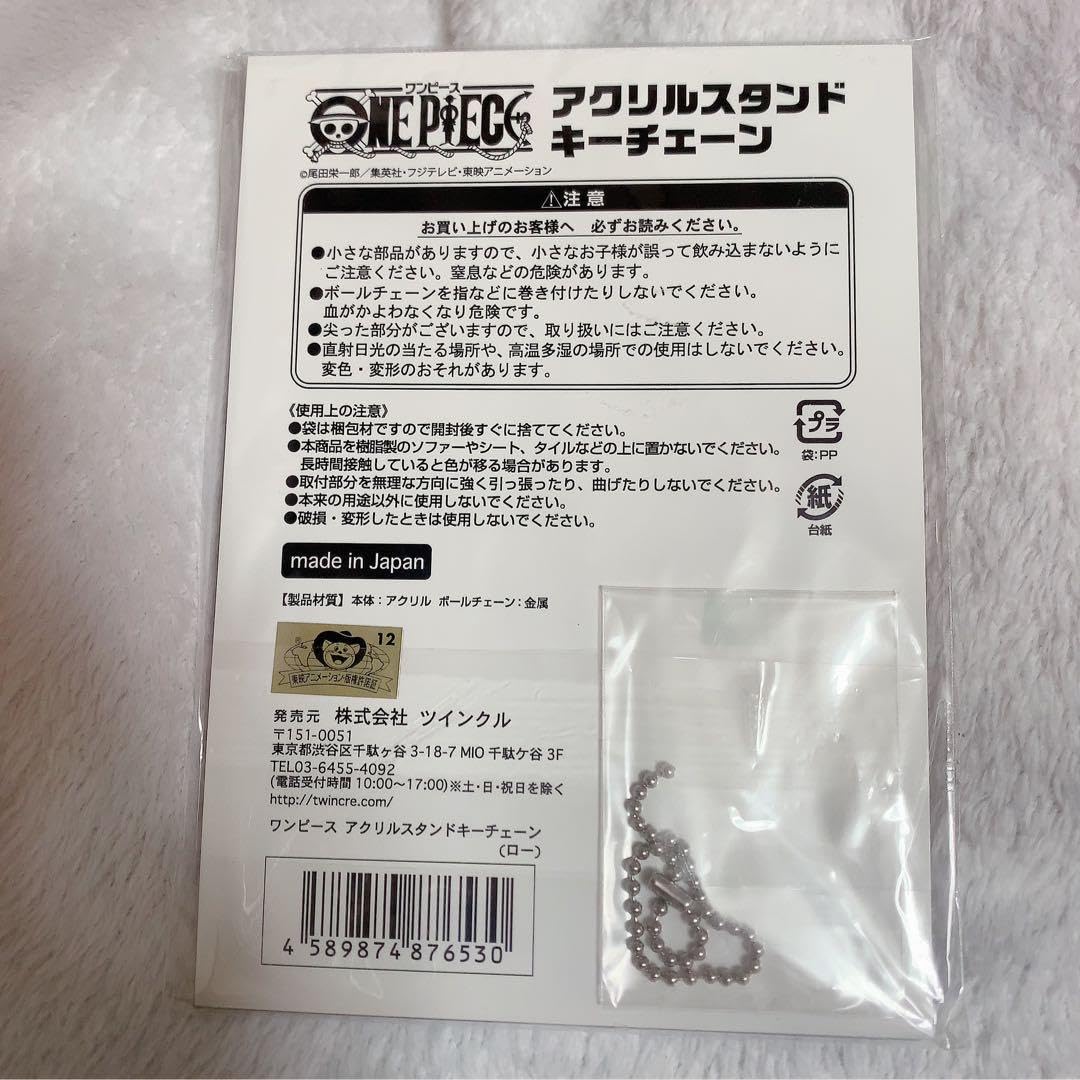 ワンピース
ONE PIECE
アクリルスタンド
キーチェーン
©尾田栄一郎／集英社・フジテレビ・東映アニメーション
⚠注意
お買い上げのお客様へ 必ずお読みください。
●小さな部品がありますので、小さなお子様が誤って飲み込まないように
ご注意ください。窒息などの危険があります。
●ボールチェーンを指などに巻き付けたりしないでください。
血がかよわなくなり危険です。
●尖った部分がございますので、取り扱いにはご注意ください。
●直射日光の当たる場所や、高温多湿の場所での使用はしないでください。
変色・変形のおそれがあります。
《使用上の注意》
●袋は梱包材ですので開封後すぐに捨ててください。
●本商品を樹脂製のソファーやシート、タイルなどの上に置かないでください。
長時間接触していると色が移る場合があります。
●取付部分を無理な方向に強く引っ張ったり、曲げたりしないでください。
●本来の用途以外に使用しないでください。
●破損・変形したときは使用しないでください。
プラ
袋:PP
紙
台紙
made in Japan
【製品材質】本体：アクリル ボールチェーン：金属
12
東映アニメーション・版権許諾証
発売元 株式会社 ツインクル
〒151-0051
東京都渋谷区千駄ヶ谷 3-18-7 MIO 千駄ケ谷 3F
TEL03-6455-4092
(電話受付時間 10:00〜17:00)※土・日・祝日を除く
http://twincre.com/
ワンピース アクリルスタンドキーチェーン
(ロー)
4 589874 876530